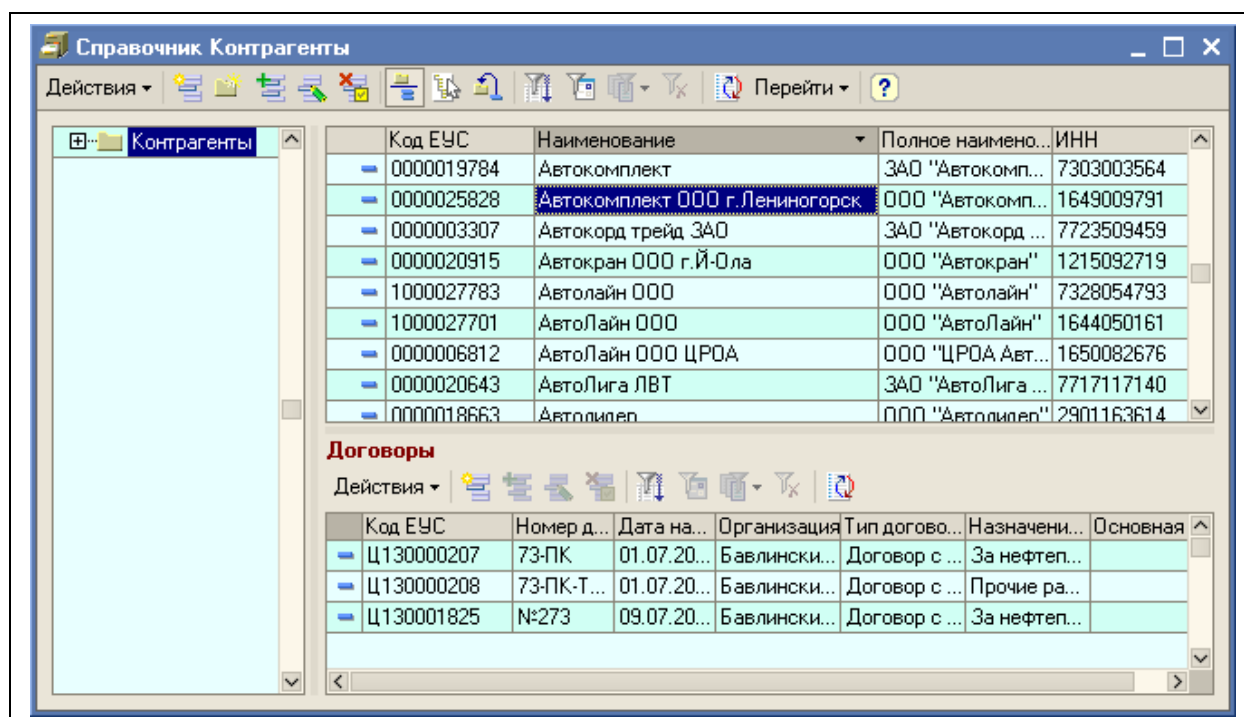 Справочник Контрагенты
Действия Перейти ?
Контрагенты
Код ЕУС Наименование Полное наимено... ИНН
0000019784 Автокомплект ЗАО "Автокомп... 7303003564
0000025828 Автокомплект ООО г.Лениногорск ООО "Автокомп... 1649009791
0000003307 Автокорд трейд ЗАО ЗАО "Автокорд ... 7723509459
0000020915 Автокран ООО г.Й-Ола ООО "Автокран" 1215092719
1000027783 Автолайн ООО ООО "Автолайн" 7328054793
1000027701 АвтоЛайн ООО ООО "АвтоЛайн" 1644050161
0000006812 АвтоЛайн ООО ЦРОА ООО "ЦРОА Авт... 1650082676
0000020643 АвтоЛига ЛВТ ЗАО "АвтоЛига ... 7717117140
0000018663 Автолидер ООО "Автолидер" 2901163614
Договоры
Действия
Код ЕУС Номер д... Дата на... Организация Тип догово... Назначени... Основная
Ц130000207 73-ПК 01.07.20... Бавлински... Договор с ... За нефтеп...
Ц130000208 73-ПК-Т... 01.07.20... Бавлински... Договор с ... Прочие ра...
Ц130001825 №273 09.07.20... Бавлински... Договор с ... За нефтеп...